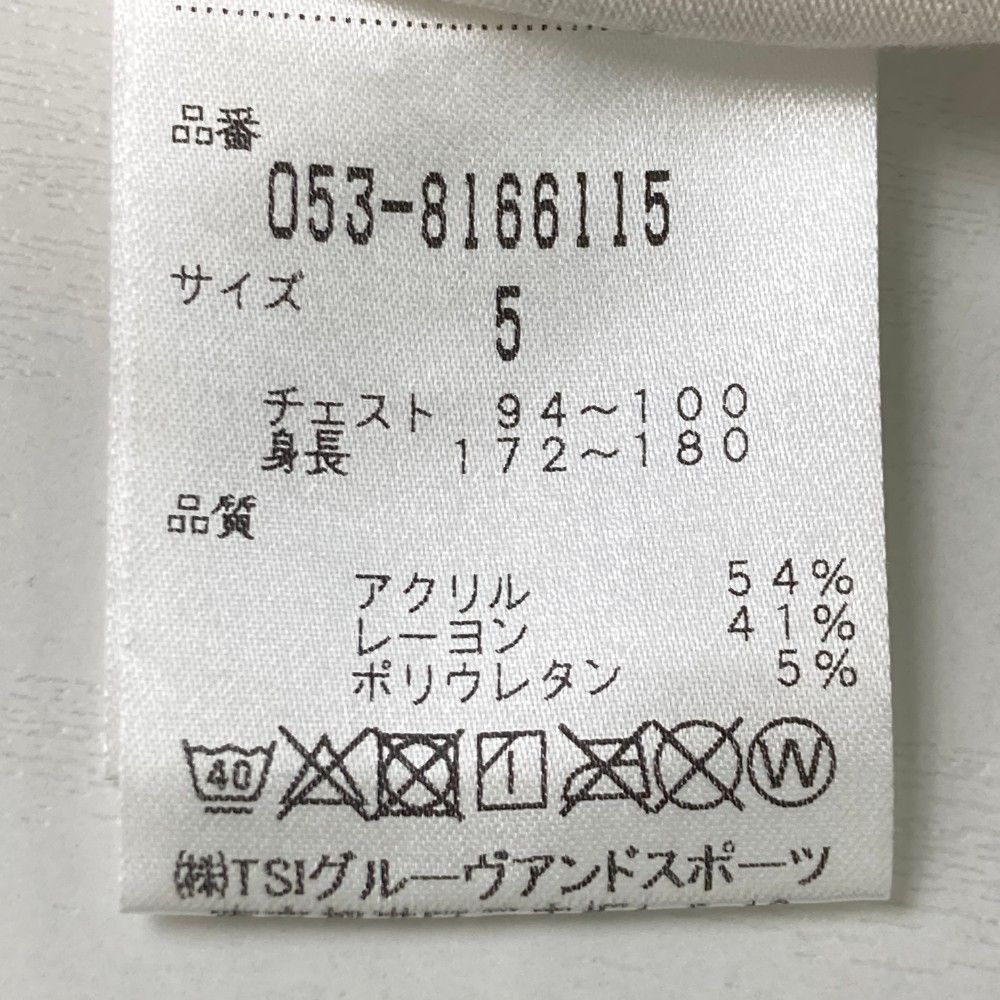 品番
053-8166115
サイズ
5
チェスト 94~100
身長 172~180
品質
アクリル 54%
レーヨン 41%
ポリウレタン 5%
40
W
㈱TSIグルーヴアンドスポーツ